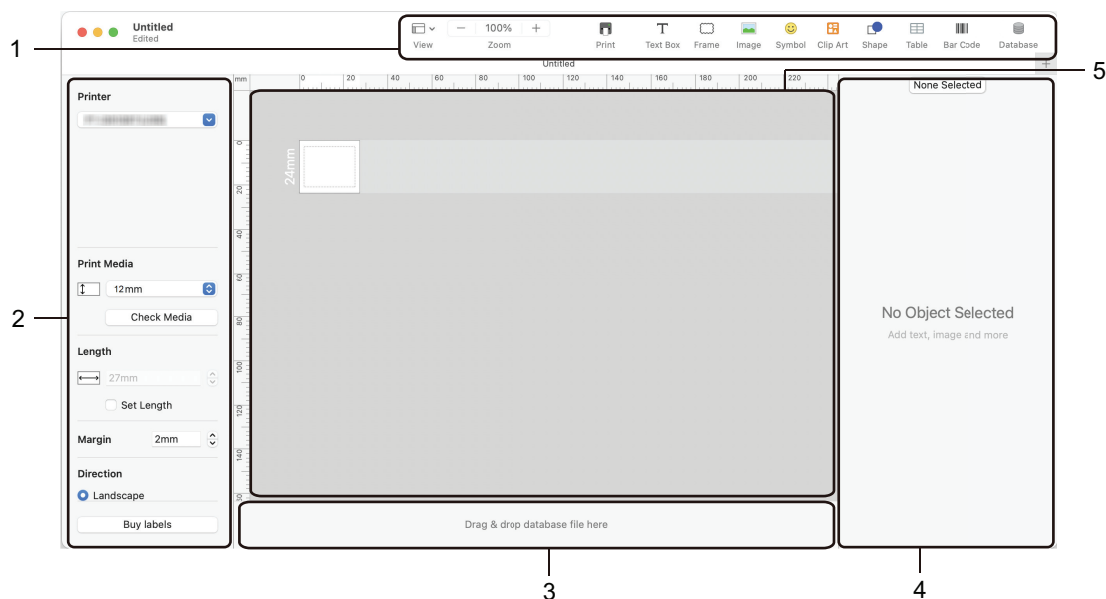 Untitled
Edited
View
100%
Zoom
Print
Text Box
Frame
Image
Symbol
Clip Art
Shape
Table
Bar Code
Database
1
Untitled
5
mm
0 20 40 60 80 100 120 140 160 180 200 220
None Selected
Printer
0
24mm
20
40
Print Media
12mm
60
Check Media
2
80
No Object Selected
Add text, image and more
Length
27mm
100
Set Length
120
Margin
2mm
140
Direction
Landscape
Buy labels
Drag & drop database file here
3
4